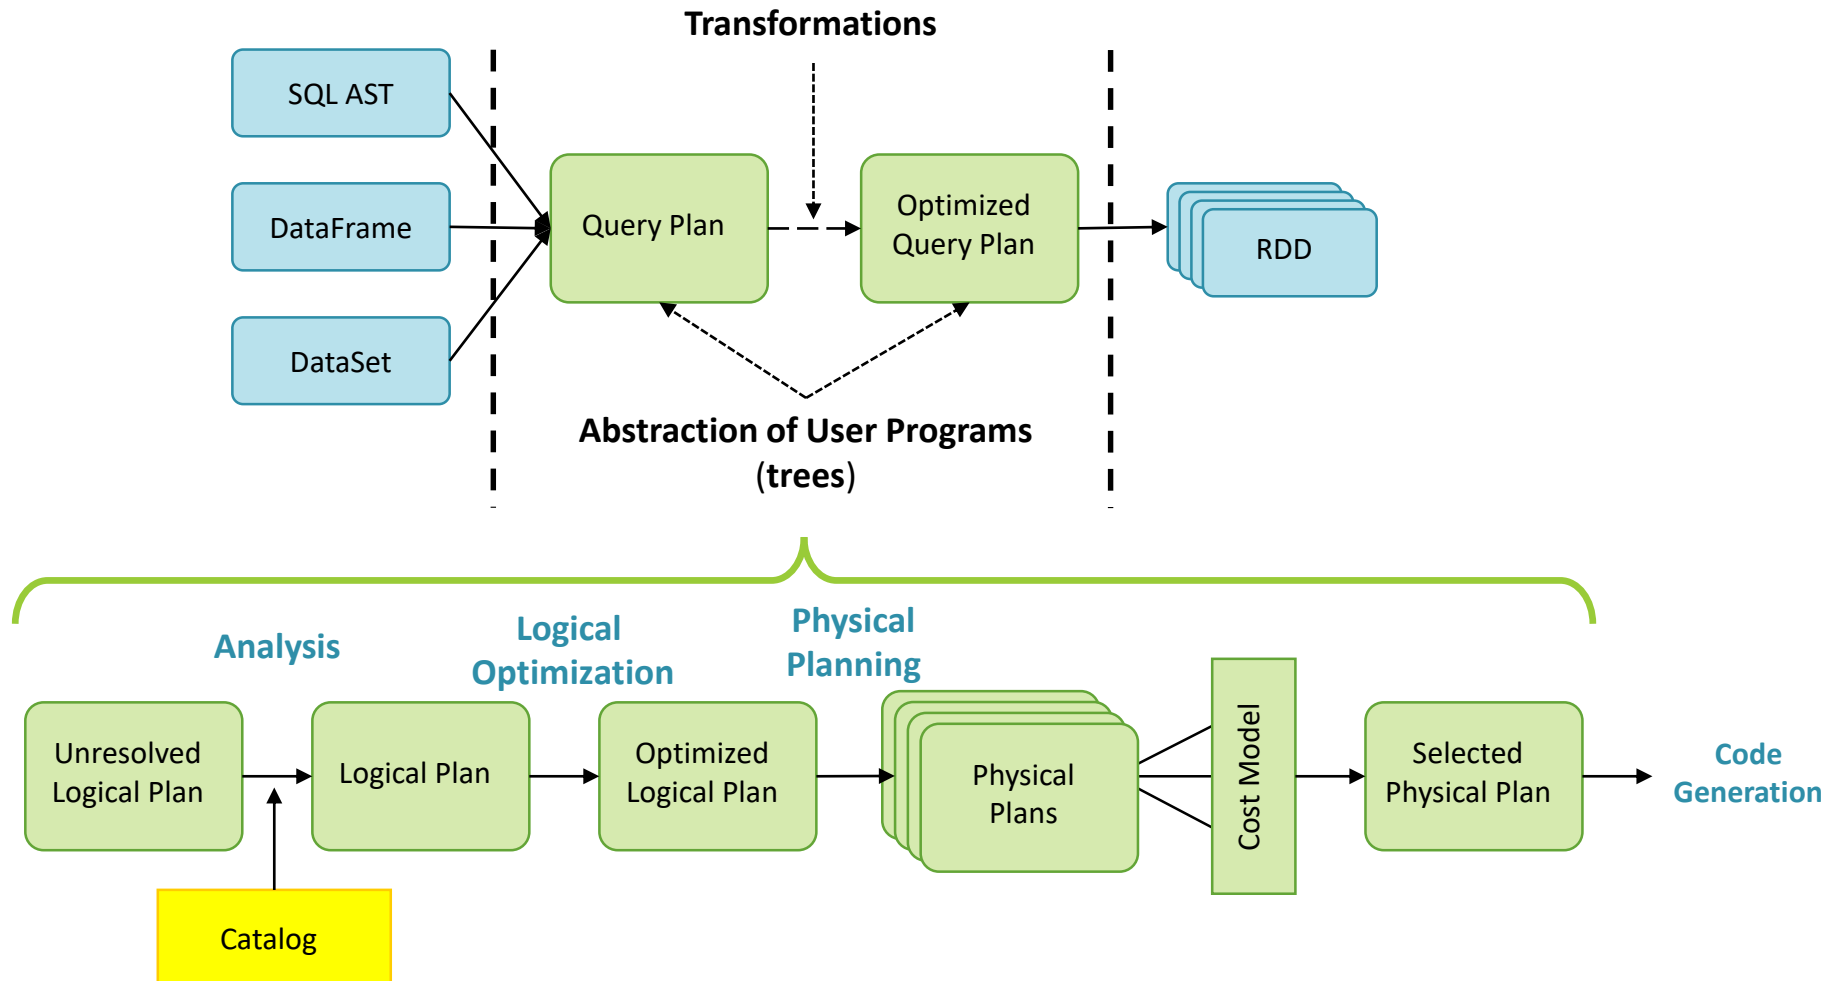 Transformations
SQL AST
DataFrame
DataSet
Query Plan
Optimized
Query Plan
RDD
Abstraction of User Programs
(trees)
Analysis
Logical
Optimization
Physical
Planning
Unresolved
Logical Plan
Logical Plan
Optimized
Logical Plan
Physical
Plans
Cost Model
Selected
Physical Plan
Code
Generation
Catalog